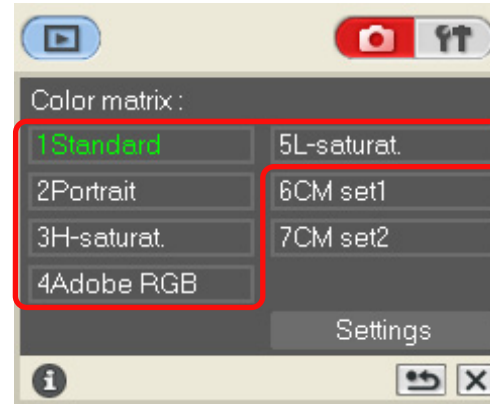 Color matrix :
1Standard
2Portrait
3H-saturat.
4Adobe RGB
5L-saturat.
6CM set1
7CM set2
Settings